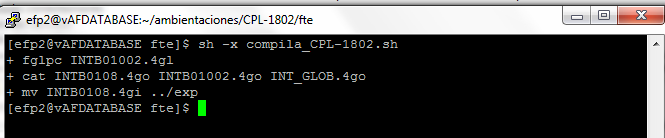 efp2@vAFDATABASE:~/ambientaciones/CPL-1802/fte
[efp2@vAFDATABASE fte]$ sh -x compila_CPL-1802.sh
+ fglpc INTB01002.4gl
+ cat INTB0108.4go INTB01002.4go INT_GLOB.4go
+ mv INTB0108.4gi ../exp
[efp2@vAFDATABASE fte]$